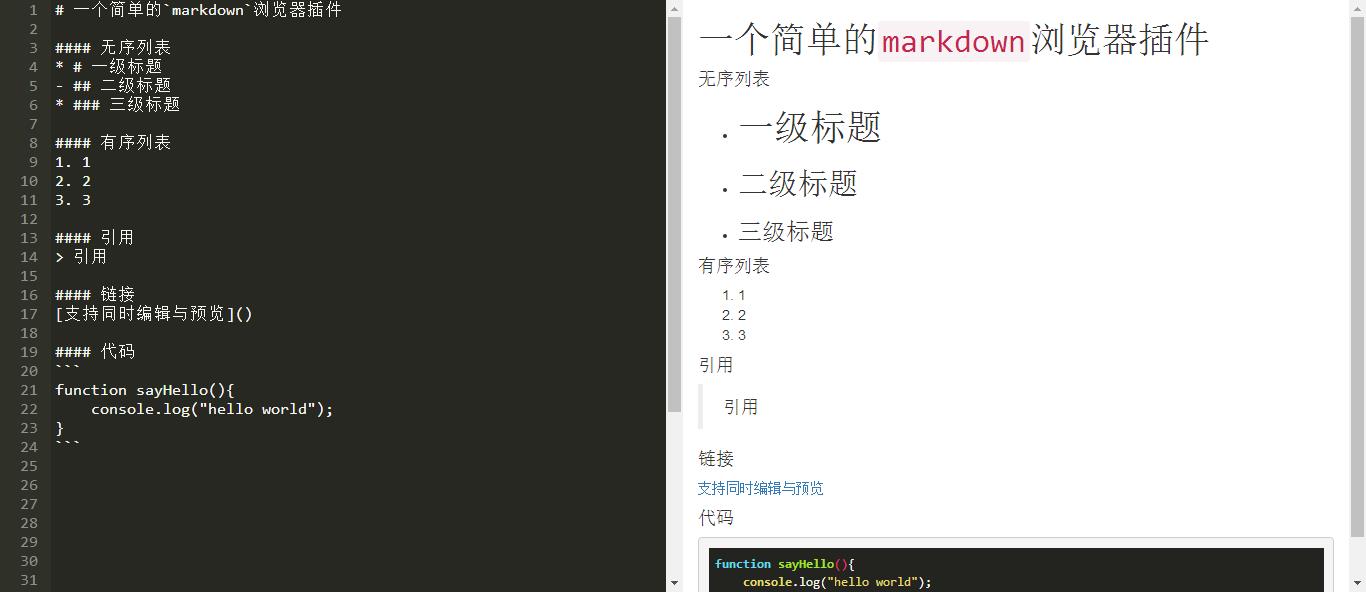 1 # 一个简单的`markdown`浏览器插件
2
3 #### 无序列表
4 * # 一级标题
5 - ## 二级标题
6 * ### 三级标题
7
8 #### 有序列表
9 1. 1
10 2. 2
11 3. 3
12
13 #### 引用
14 > 引用
15
16 #### 链接
17 [支持同时编辑与预览]()
18
19 #### 代码
20 ```
21 function sayHello(){
22     console.log("hello world");
23 }
24 ```
25
26
27
28
29
30
31
一个简单的markdown浏览器插件
无序列表
• 一级标题
• 二级标题
• 三级标题
有序列表
1. 1
2. 2
3. 3
引用
引用
链接
支持同时编辑与预览
代码
function sayHello(){
    console.log("hello world");